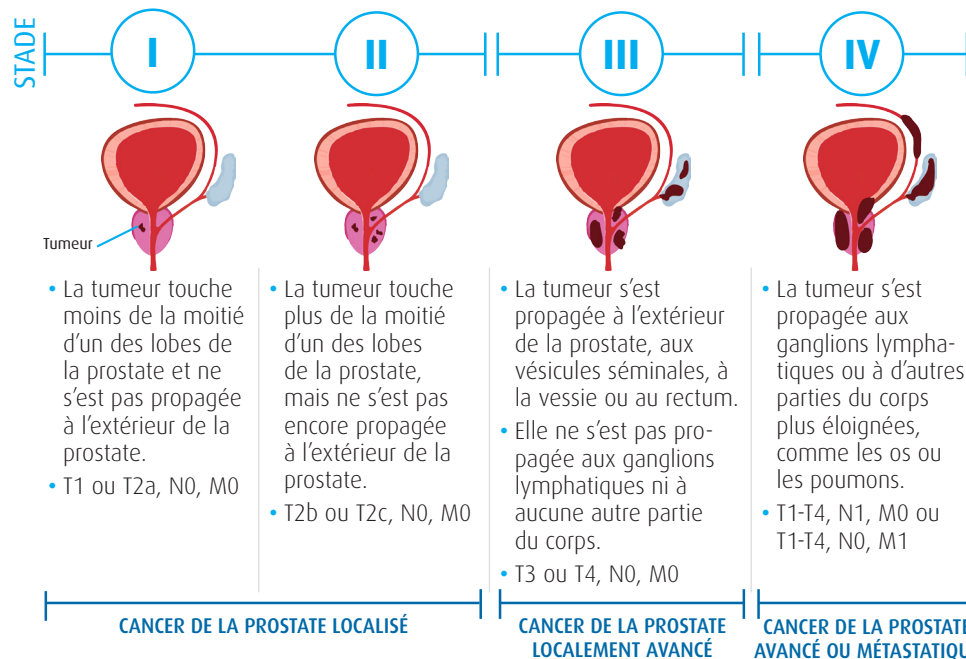 STADE
I
II
III
IV
Tumeur
• La tumeur touche
moins de la moitié
d'un des lobes de
la prostate et ne
s'est pas propagée
à l'extérieur de la
prostate.
• T1 ou T2a, N0, M0
• La tumeur touche
plus de la moitié
d'un des lobes
de la prostate,
mais ne s'est pas
encore propagée
à l'extérieur de la
prostate.
• T2b ou T2c, N0, M0
• La tumeur s'est
propagée à l'extérieur
de la prostate, aux
vésicules séminales, à
la vessie ou au rectum.
• Elle ne s'est pas pro-
pagée aux ganglions
lymphatiques ni à
aucune autre partie
du corps.
• T3 ou T4, N0, M0
• La tumeur s'est
propagée aux
ganglions lympha-
tiques ou à d'autres
parties du corps
plus éloignées,
comme les os ou
les poumons.
• T1-T4, N1, M0 ou
T1-T4, N0, M1
CANCER DE LA PROSTATE LOCALISÉ
CANCER DE LA PROSTATE
LOCALEMENT AVANCÉ
CANCER DE LA PROSTATE
AVANCÉ OU MÉTASTATIQU